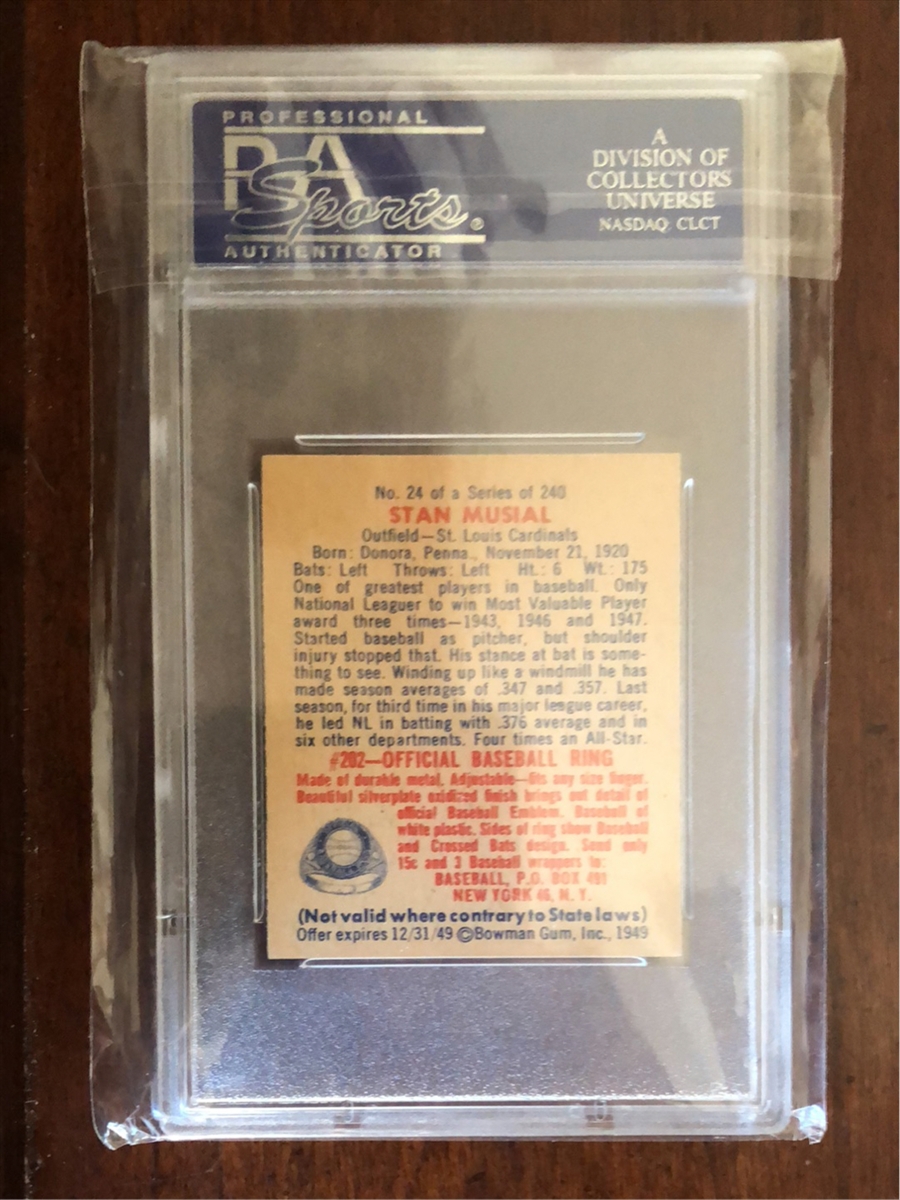 PROFESSIONAL
PSA
Sports®
AUTHENTICATOR
A
DIVISION OF
COLLECTORS
UNIVERSE
NASDAQ: CLCT
No. 24 of a Series of 240
STAN MUSIAL
Outfield—St. Louis Cardinals
Born: Donora, Penna., November 21, 1920
Bats: Left Throws: Left Ht.: 6 Wt.: 175
One of greatest players in baseball. Only
National Leaguer to win Most Valuable Player
award three times—1943, 1946 and 1947.
Started baseball as pitcher, but shoulder
injury stopped that. His stance at bat is some-
thing to see. Winding up like a windmill he has
made season averages of .347 and .357. Last
season, for third time in his major league career,
he led NL in batting with .376 average and in
six other departments. Four times an All-Star.
#202—OFFICIAL BASEBALL RING
Made of durable metal. Adjustable—fits any size finger.
Beautiful silverplate oxidized finish brings out detail of
official Baseball Emblem. Baseball of
white plastic. Sides of ring show Baseball
and Crossed Bats design. Send only
15c and 3 Baseball wrappers to:
BASEBALL, P.O. BOX 491
NEW YORK 46, N. Y.
(Not valid where contrary to State laws)
Offer expires 12/31/49 ©Bowman Gum, Inc., 1949